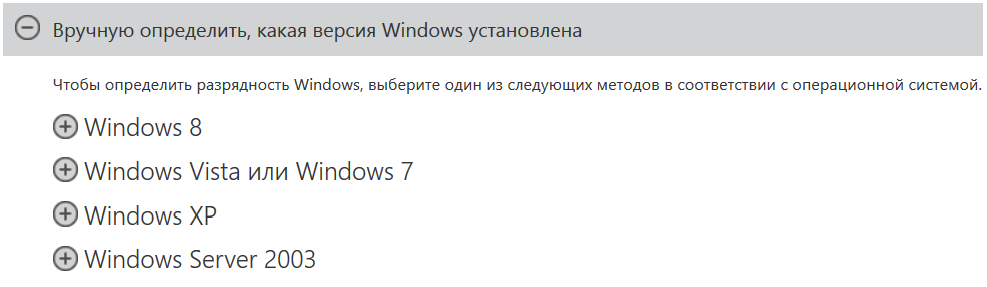 Вручную определить, какая версия Windows установлена
Чтобы определить разрядность Windows, выберите один из следующих методов в соответствии с операционной системой.
Windows 8
Windows Vista или Windows 7
Windows XP
Windows Server 2003